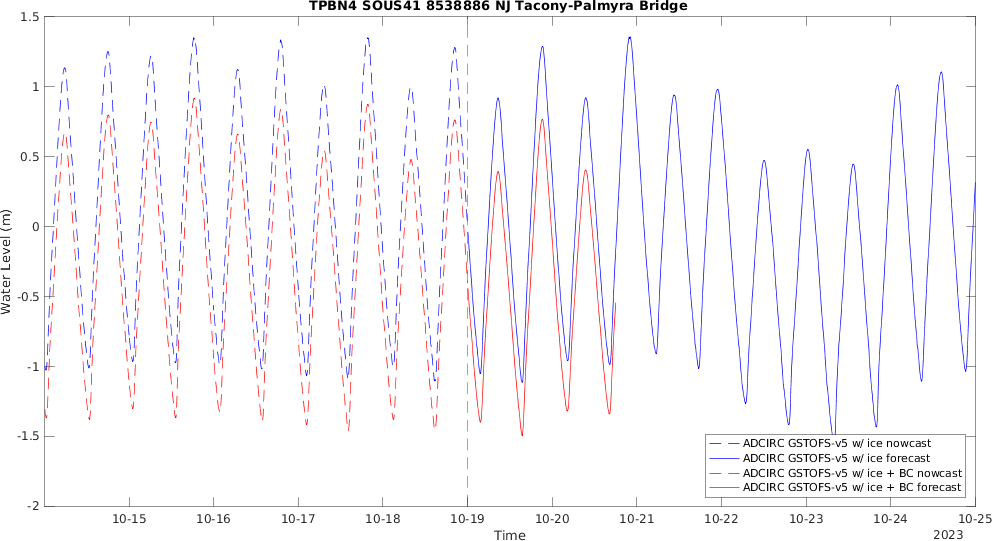 TPBN4 SOUS41 8538886 NJ Tacony-Palmyra Bridge
1.5
1
0.5
0
-0.5
-1
-1.5
-2
Water Level (m)
ADCIRC GSTOFS-v5 w/ ice nowcast
ADCIRC GSTOFS-v5 w/ ice forecast
ADCIRC GSTOFS-v5 w/ ice + BC nowcast
ADCIRC GSTOFS-v5 w/ ice + BC forecast
10-15 10-16 10-17 10-18 10-19 10-20 10-21 10-22 10-23 10-24 10-25
Time
2023